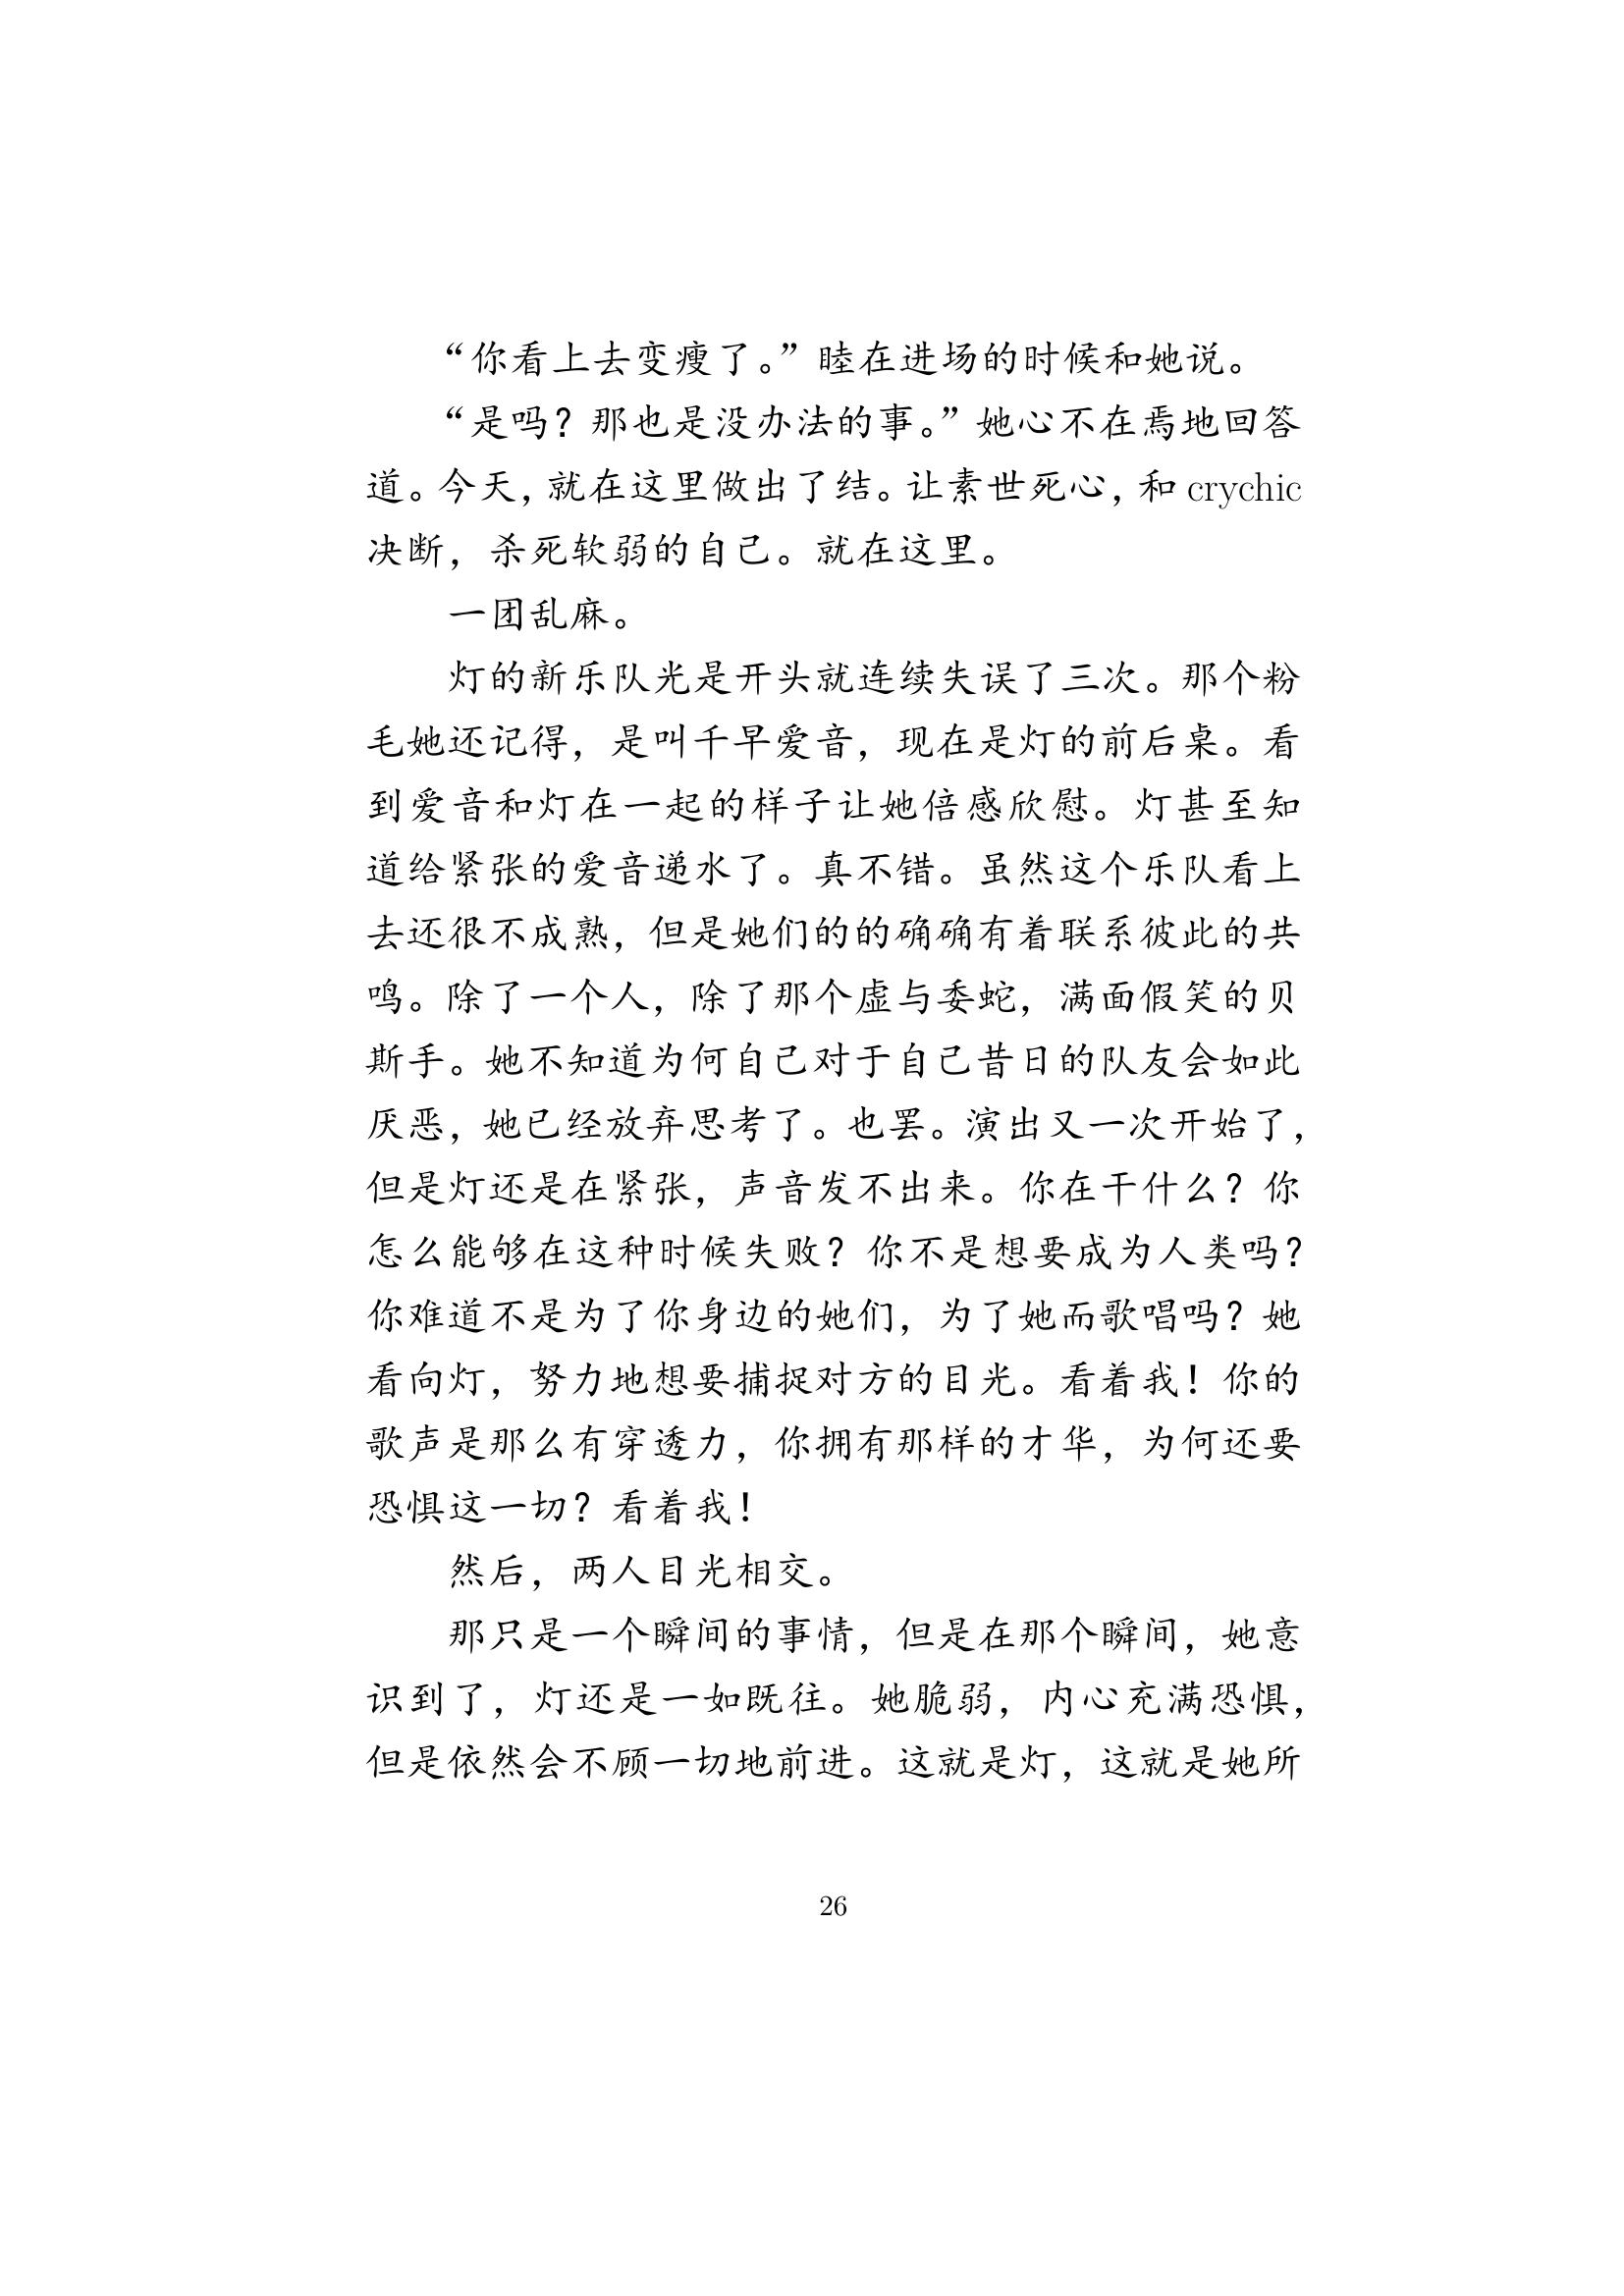 “你看上去变瘦了。”睦在进场的时候和她说。
“是吗？那也是没办法的事。”她心不在焉地回答
道。今天，就在这里做出了结。让素世死心，和 crychic
决断，杀死软弱的自己。就在这里。
一团乱麻。
灯的新乐队光是开头就连续失误了三次。那个粉
毛她还记得，是叫千早爱音，现在是灯的前后桌。看
到爱音和灯在一起的样子让她倍感欣慰。灯甚至知
道给紧张的爱音递水了。真不错。虽然这个乐队看上
去还很不成熟，但是她们的的确确有着联系彼此的共
鸣。除了一个人，除了那个虚与委蛇，满面假笑的贝
斯手。她不知道为何自己对于自己昔日的队友会如此
厌恶，她已经放弃思考了。也罢。演出又一次开始了，
但是灯还是在紧张，声音发不出来。你在干什么？你
怎么能够在这种时候失败？你不是想要成为人类吗？
你难道不是为了你身边的她们，为了她而歌唱吗？她
看向灯，努力地想要捕捉对方的目光。看着我！你的
歌声是那么有穿透力，你拥有那样的才华，为何还要
恐惧这一切？看着我！
然后，两人目光相交。
那只是一个瞬间的事情，但是在那个瞬间，她意
识到了，灯还是一如既往。她脆弱，内心充满恐惧，
但是依然会不顾一切地前进。这就是灯，这就是她所
26